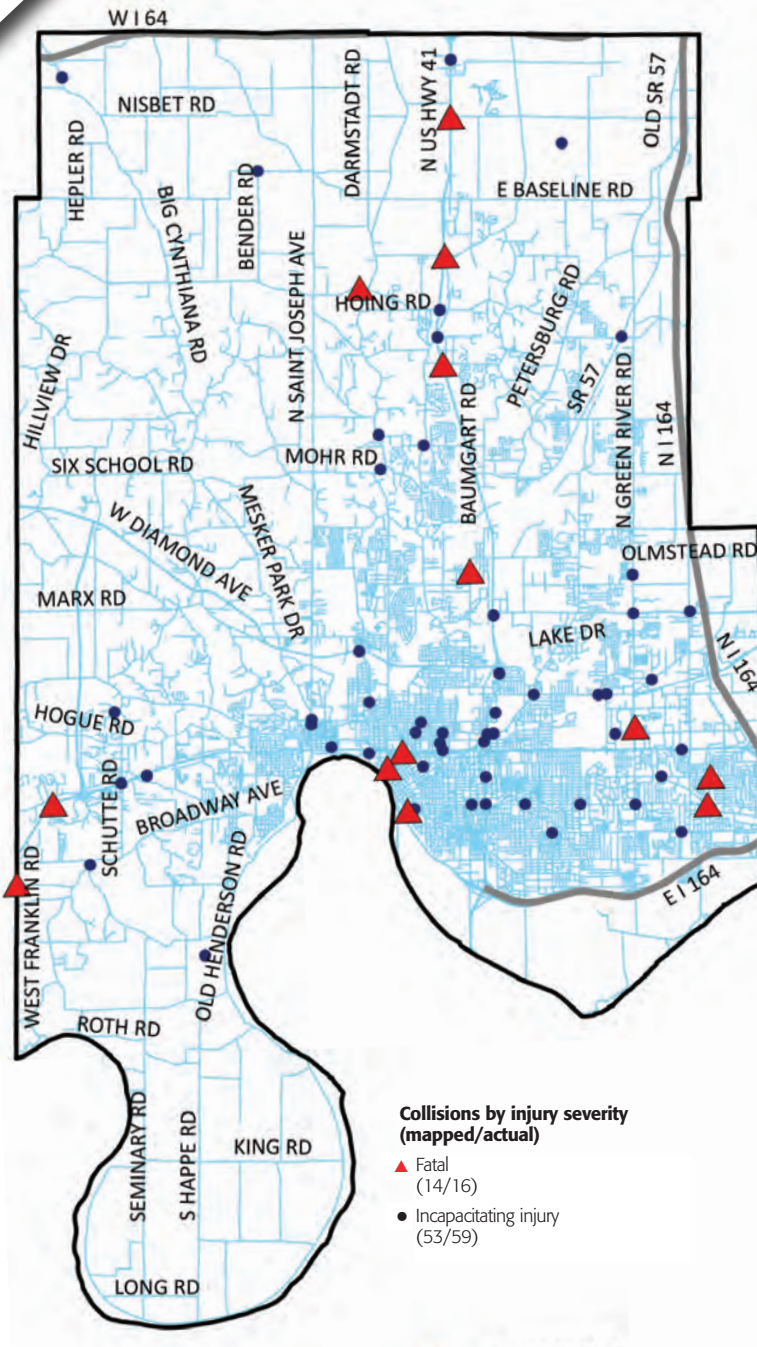 W I 64
NISBET RD
HEPLER RD
BIG CYNTHIANA RD
BENDER RD
DARMSTADT RD
N US HWY 41
OLD SR 57
E BASELINE RD
N SAINT JOSEPH AVE
HOING RD
PETERSBURG RD
SR 57
HILLVIEW DR
N GREEN RIVER RD
N I 164
BAUMGART RD
SIX SCHOOL RD
MOHR RD
MESKER PARK DR
W DIAMOND AVE
OLMSTEAD RD
MARX RD
LAKE DR
N I 164
HOGUE RD
SCHUTTE RD
BROADWAY AVE
WEST FRANKLIN RD
OLD HENDERSON RD
E I 164
ROTH RD
SEMINARY RD
S HAPPE RD
KING RD
LONG RD
Collisions by injury severity
(mapped/actual)
Fatal
(14/16)
Incapacitating injury
(53/59)